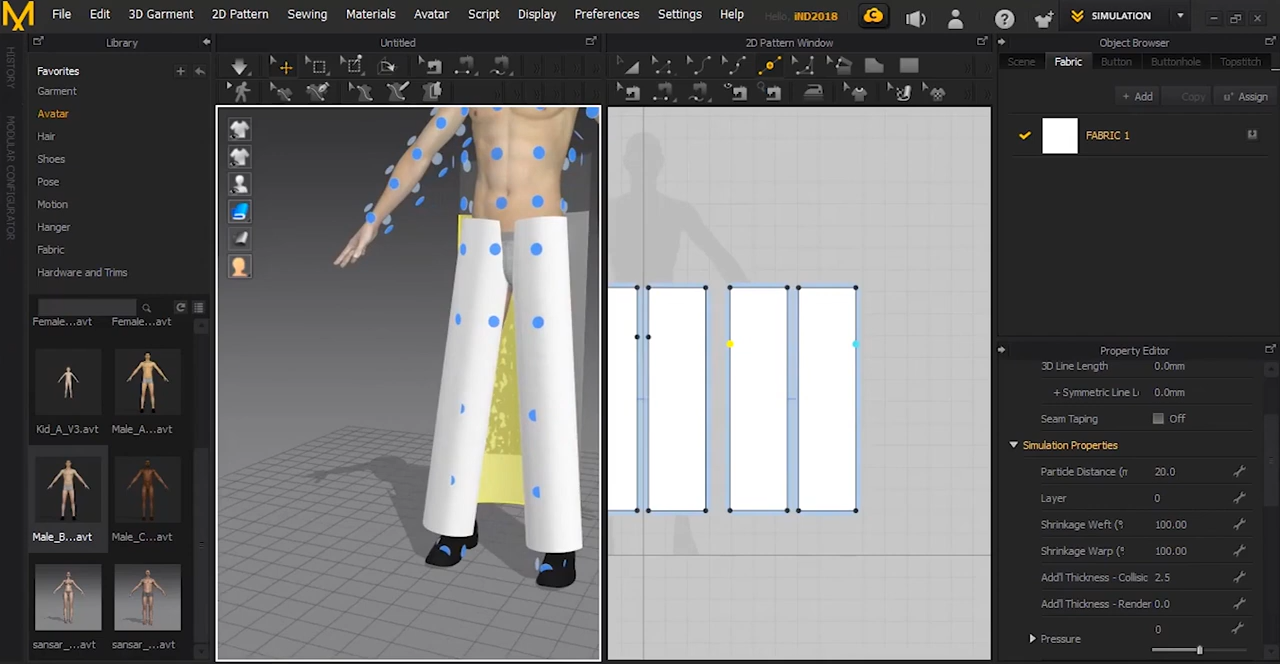 File Edit 3D Garment 2D Pattern Sewing Materials Avatar Script Display Preferences Settings Help Hello, iND2018 SIMULATION
Library Untitled 2D Pattern Window Object Browser
HISTORY
MODULAR CONFIGURATOR
Favorites
Garment
Avatar
Hair
Shoes
Pose
Motion
Hanger
Fabric
Hardware and Trims
Female...avt Female....avt
Kid_A_V3.avt Male_A...avt
Male_B...avt Male_C...avt
sansar_...avt sansar_...avt
Scene Fabric Button Buttonhole Topstitch
+ Add Copy Assign
FABRIC 1
Property Editor
3D Line Length 0.0mm
+ Symmetric Line L 0.0mm
Seam Taping Off
Simulation Properties
Particle Distance (m 20.0
Layer 0
Shrinkage Weft (% 100.00
Shrinkage Warp (% 100.00
Add'l Thickness - Collisic 2.5
Add'l Thickness - Render 0.0
Pressure 0